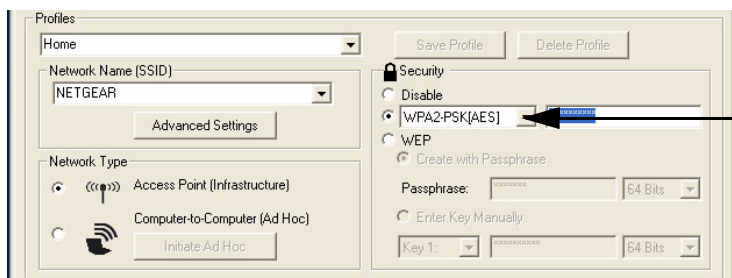 Profiles
Home
Save Profile
Delete Profile
Network Name (SSID)
NETGEAR
Advanced Settings
Security
Disable
WPA2-PSK[AES]
WEP
Create with Passphrase
Passphrase:
64 Bits
Enter Key Manually
Key 1:
64 Bits
Network Type
Access Point (Infrastructure)
Computer-to-Computer (Ad Hoc)
Initiate Ad Hoc